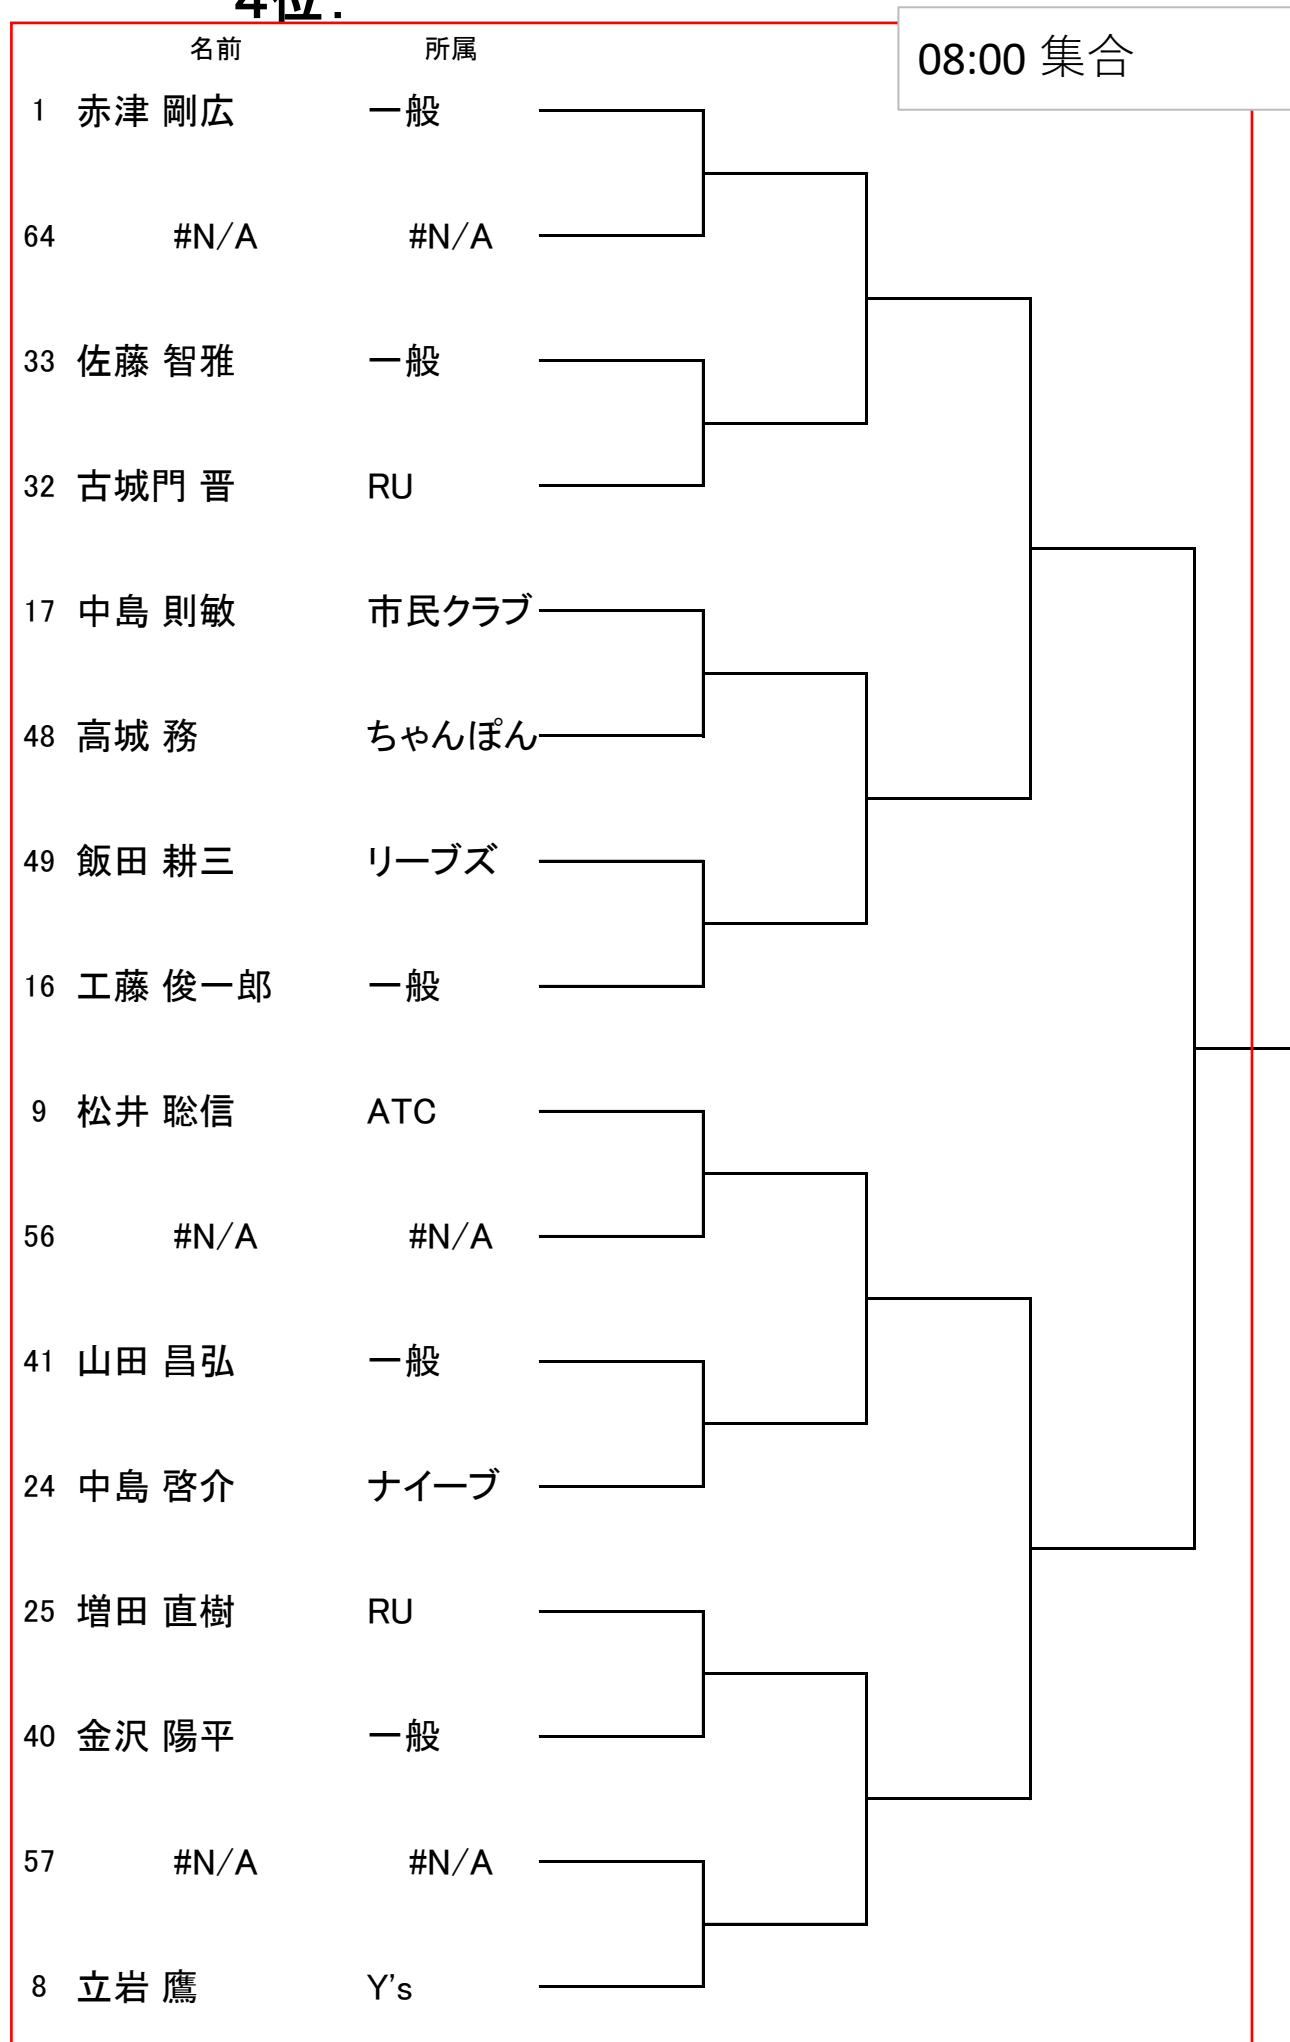 4位:
08:00 集合
名前 所属
1 赤津 剛広 一般
64 #N/A #N/A
33 佐藤 智雅 一般
32 古城門 晋 RU
17 中島 則敏 市民クラブ
48 高城 務 ちゃんぽん
49 飯田 耕三 リーブズ
16 工藤 俊一郎 一般
9 松井 聡信 ATC
56 #N/A #N/A
41 山田 昌弘 一般
24 中島 啓介 ナイーブ
25 増田 直樹 RU
40 金沢 陽平 一般
57 #N/A #N/A
8 立岩 鷹 Y's